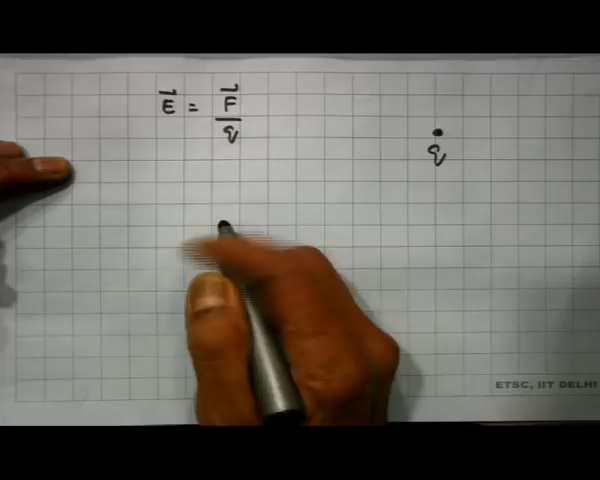 E⃗ = F⃗ / q
q
ETSC, IIT DELHI